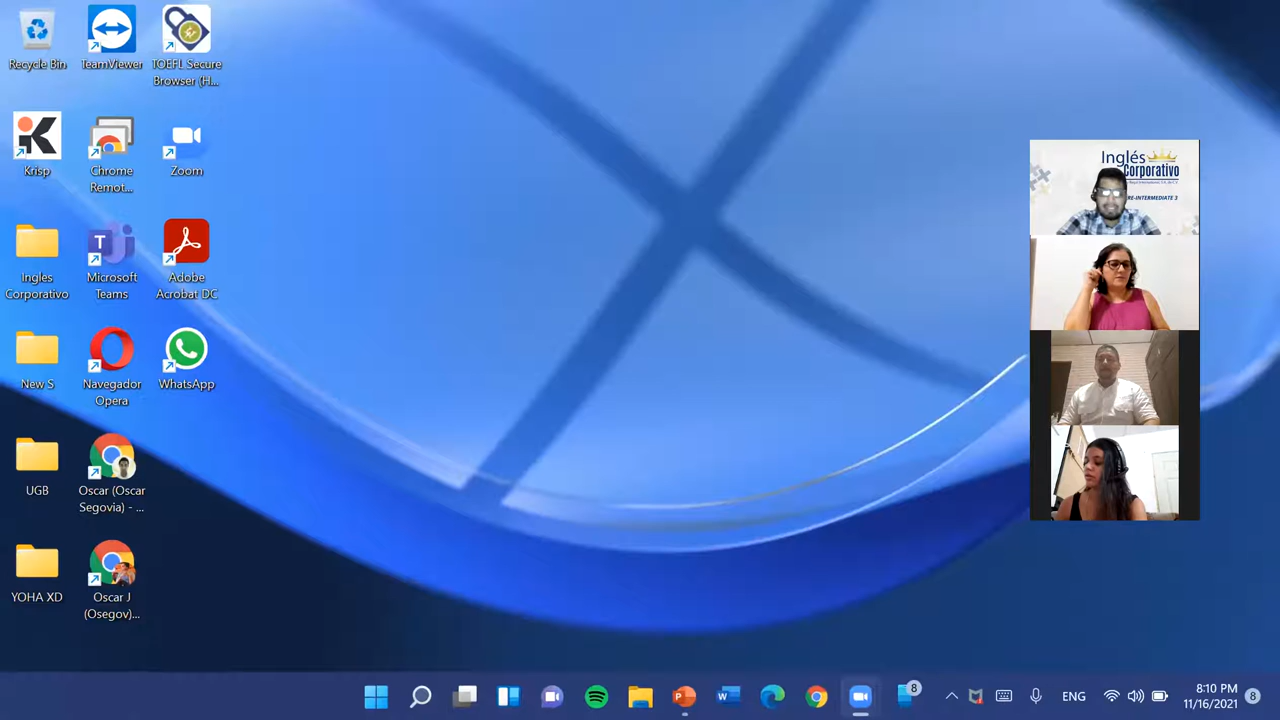 Recycle Bin
TeamViewer
TOEFL Secure
Browser (H...
Krisp
Chrome
Remot...
Zoom
Ingles
Corporativo
Microsoft
Teams
Adobe
Acrobat DC
New S
Navegador
Opera
WhatsApp
UGB
Oscar (Oscar
Segovia) - ...
YOHA XD
Oscar J
(Osegov)...
Inglés
Corporativo
RE-INTERMEDIATE 3
8
ENG
8:10 PM
11/16/2021
8